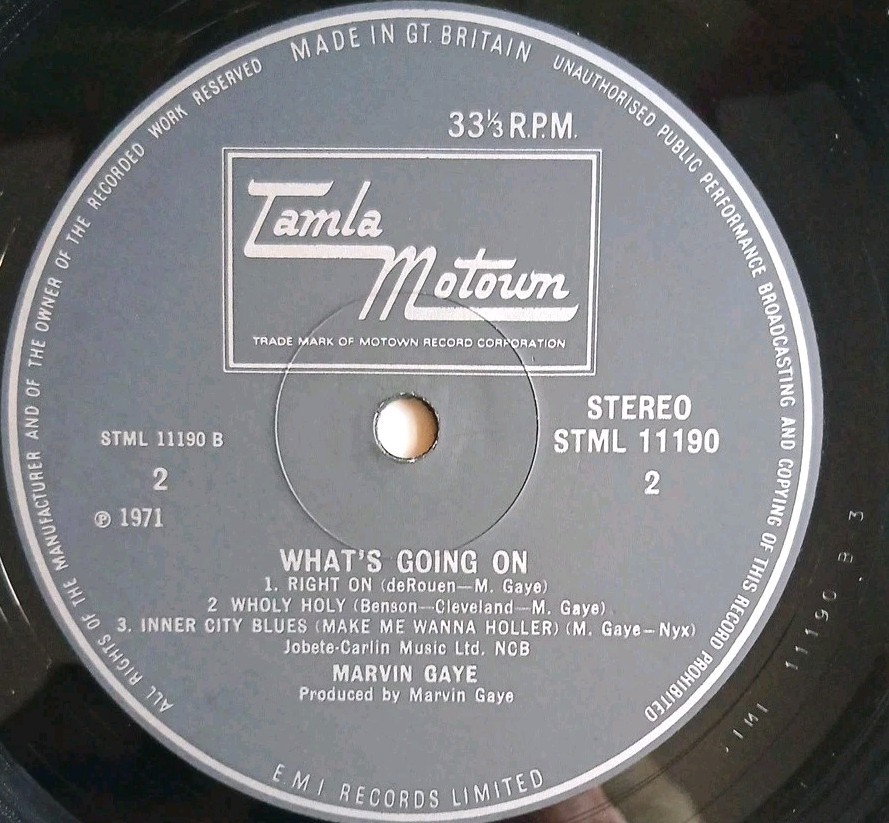 MADE IN GT. BRITAIN
UNAUTHORISED PUBLIC PERFORMANCE BROADCASTING AND COPYING OF THIS RECORD PROHIBITED
E.M.I. RECORDS LIMITED
ALL RIGHTS OF THE MANUFACTURER AND OF THE OWNER OF THE RECORDED WORK RESERVED
33⅓ R.P.M.
Tamla
Motown
TRADE MARK OF MOTOWN RECORD CORPORATION
STML 11190 B
2
℗ 1971
STEREO
STML 11190
2
WHAT'S GOING ON
1. RIGHT ON (deRouen—M. Gaye)
2 WHOLY HOLY (Benson—Cleveland—M. Gaye)
3. INNER CITY BLUES (MAKE ME WANNA HOLLER) (M. Gaye—Nyx)
Jobete-Carlin Music Ltd. NCB
MARVIN GAYE
Produced by Marvin Gaye
11190 . B 3